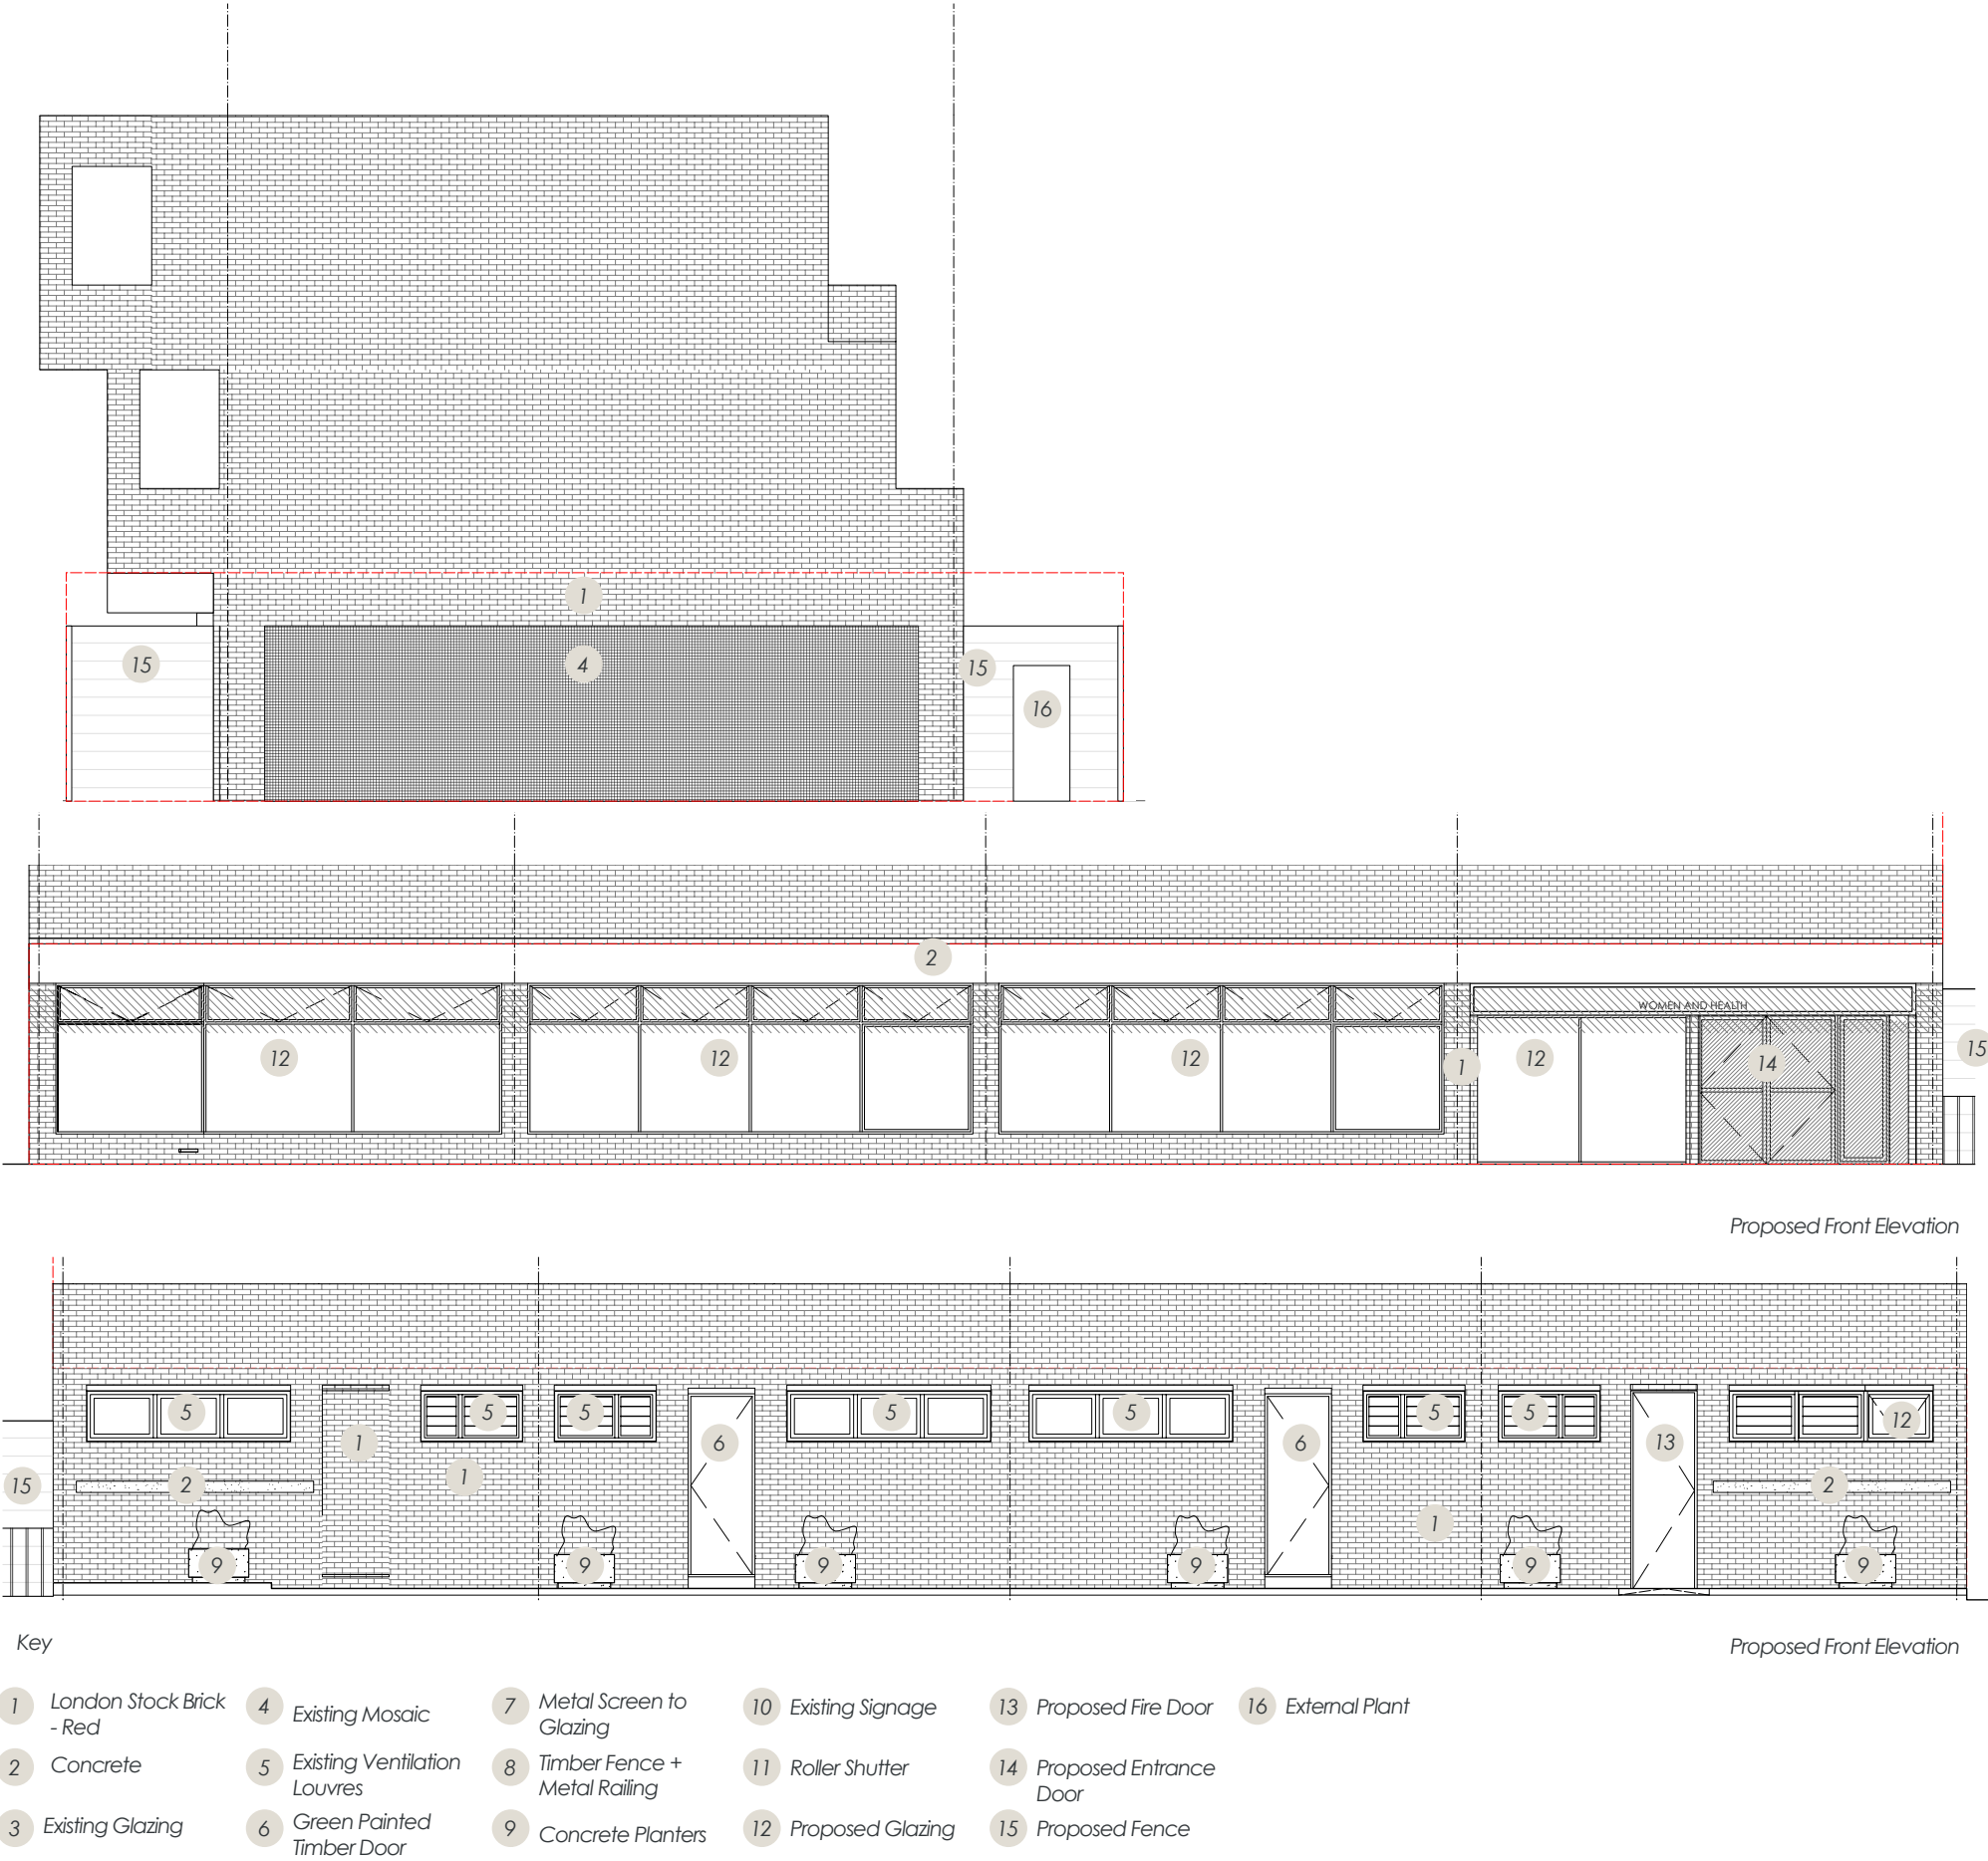 1
15
4
15
16
2
WOMEN AND HEALTH
12
12
12
1
12
14
15
Proposed Front Elevation
5
5
5
5
5
5
5
12
1
6
6
13
1
15
2
2
1
9
9
9
9
9
9
Key
Proposed Front Elevation
1 London Stock Brick
- Red
2 Concrete
3 Existing Glazing
4 Existing Mosaic
5 Existing Ventilation
Louvres
6 Green Painted
Timber Door
7 Metal Screen to
Glazing
8 Timber Fence +
Metal Railing
9 Concrete Planters
10 Existing Signage
11 Roller Shutter
12 Proposed Glazing
13 Proposed Fire Door
14 Proposed Entrance
Door
15 Proposed Fence
16 External Plant